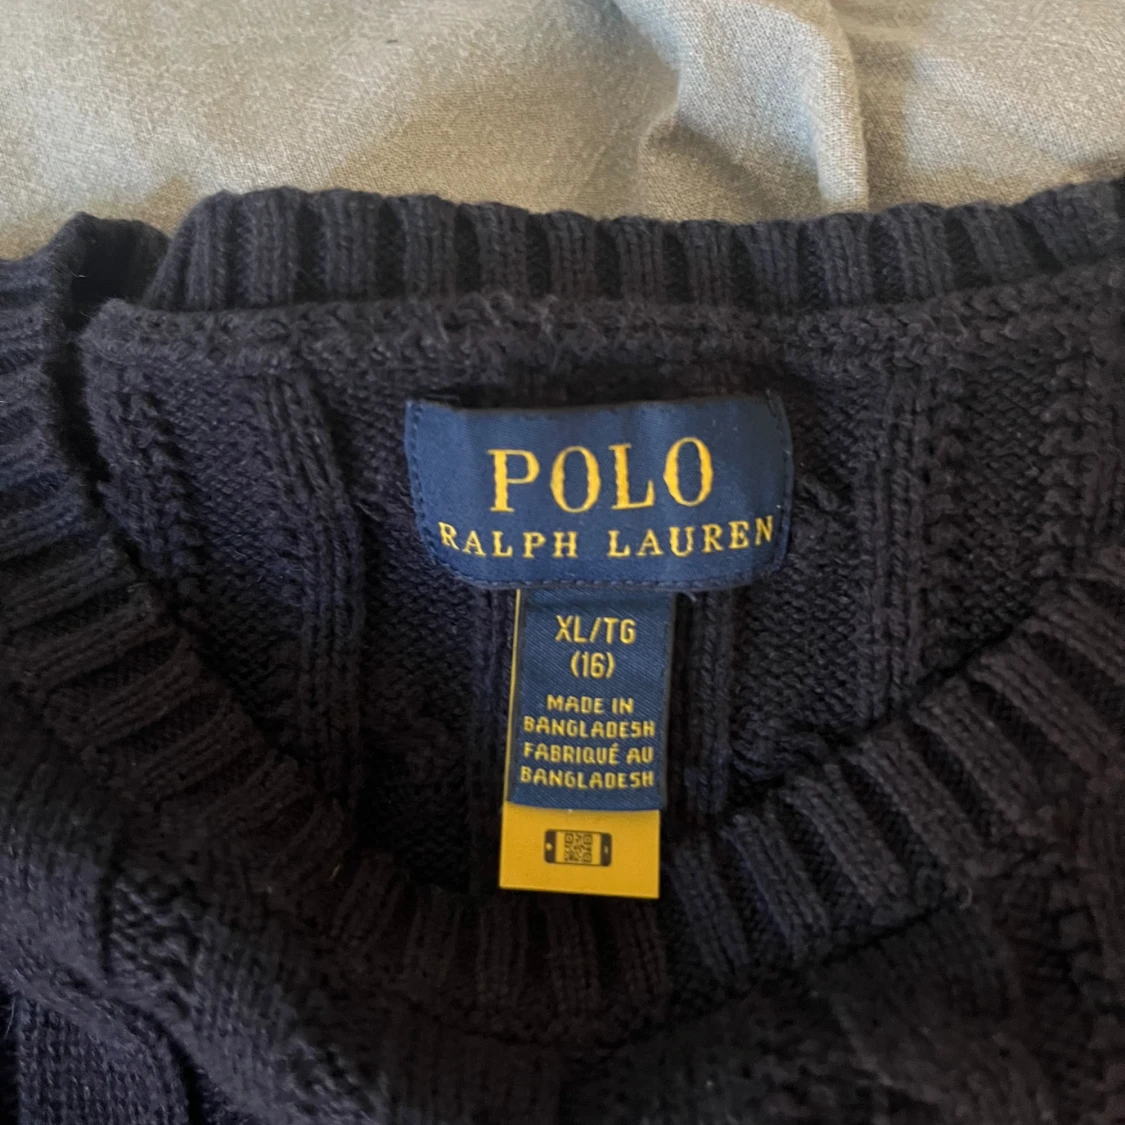 POLO
RALPH LAUREN
XL/TG
(16)
MADE IN
BANGLADESH
FABRIQUÉ AU
BANGLADESH